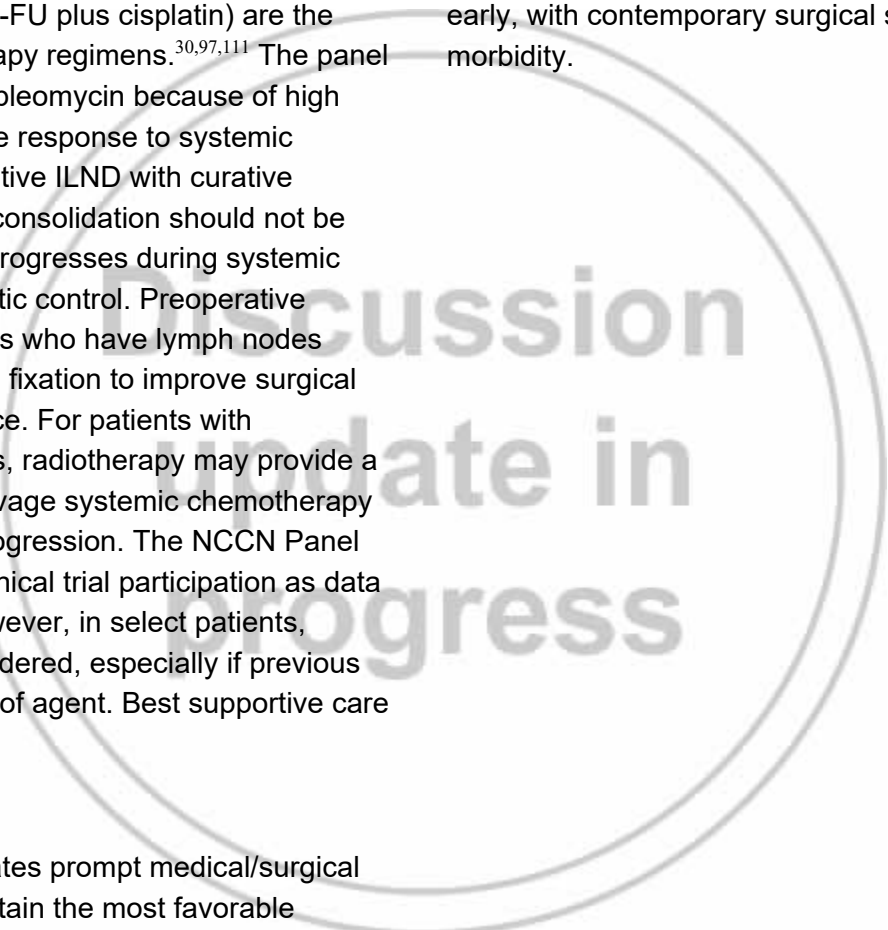 -FU plus cisplatin) are the
apy regimens.30,97,111 The panel
bleomycin because of high
e response to systemic
tive ILND with curative
consolidation should not be
rogresses during systemic
tic control. Preoperative
s who have lymph nodes
fixation to improve surgical
ce. For patients with
s, radiotherapy may provide a
vage systemic chemotherapy
ogression. The NCCN Panel
nical trial participation as data
wever, in select patients,
dered, especially if previous
of agent. Best supportive care
ates prompt medical/surgical
tain the most favorable
early, with contemporary surgical s
morbidity.
Discussion
update in
progress